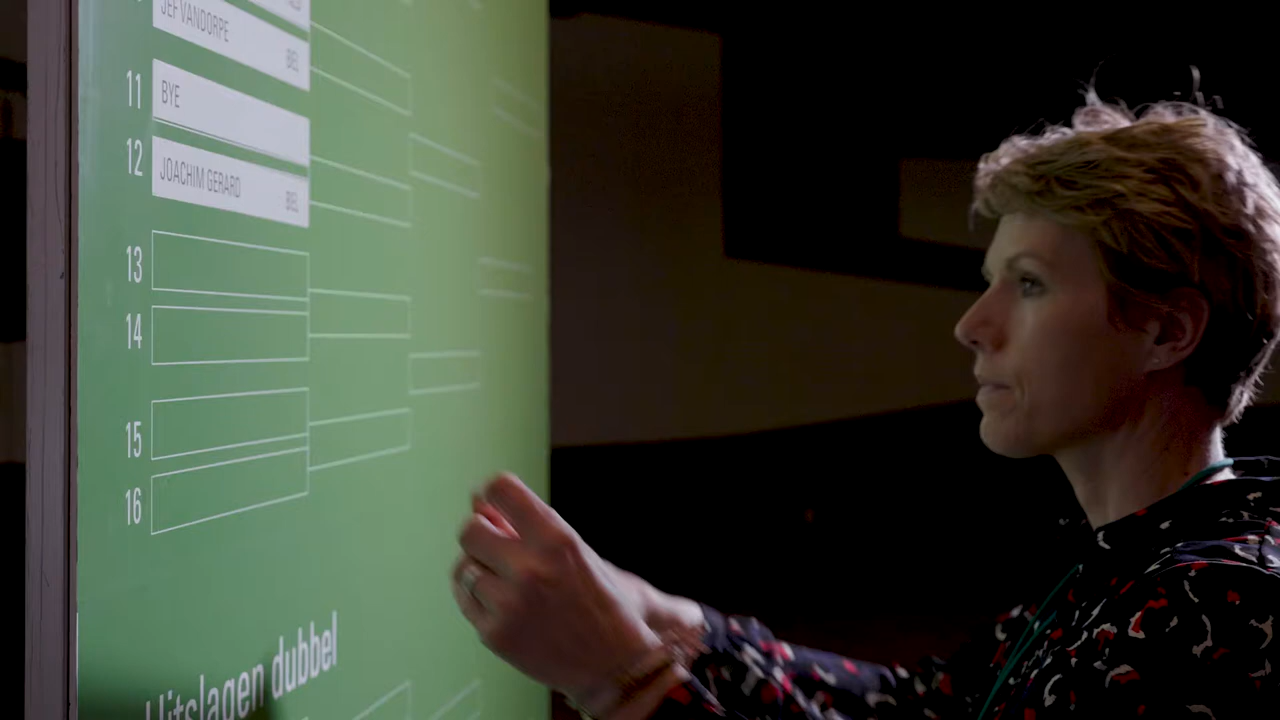 JEF VANDORPE
BEL
11 BYE
12 JOACHIM GERARD
BEL
13
14
15
16
Uitslagen dubbel